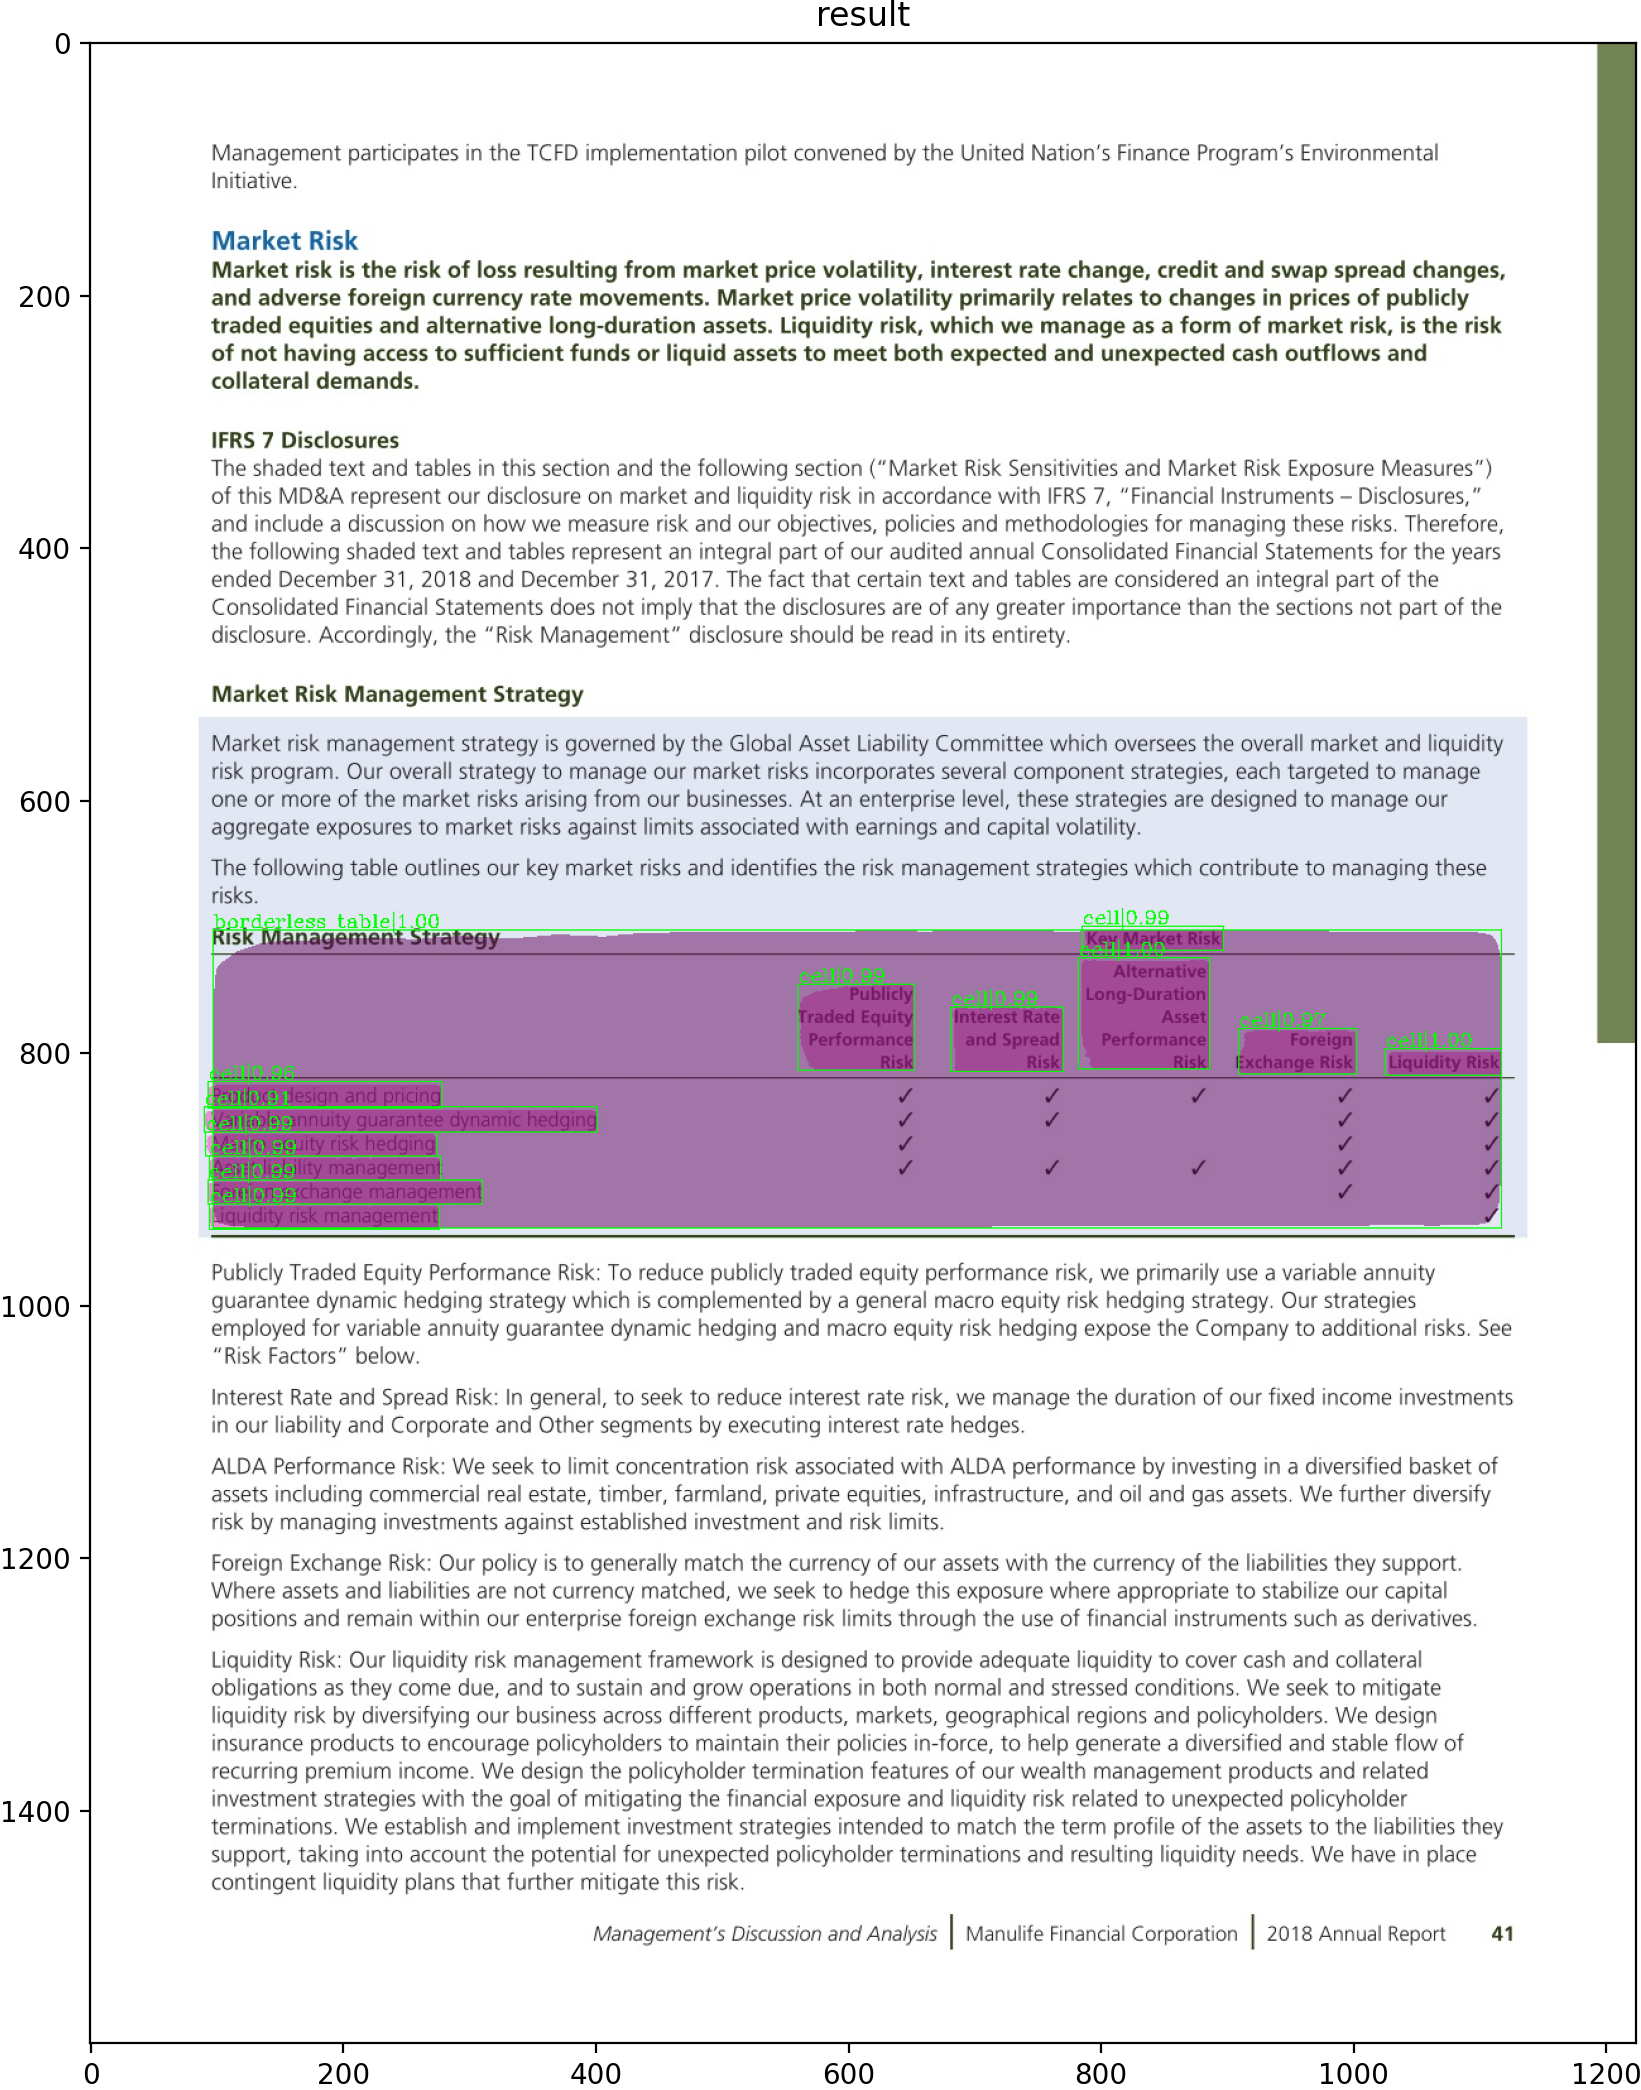 result
Management participates in the TCFD implementation pilot convened by the United Nation’s Finance Program’s Environmental
Initiative.
Market Risk
Market risk is the risk of loss resulting from market price volatility, interest rate change, credit and swap spread changes,
and adverse foreign currency rate movements. Market price volatility primarily relates to changes in prices of publicly
traded equities and alternative long-duration assets. Liquidity risk, which we manage as a form of market risk, is the risk
of not having access to sufficient funds or liquid assets to meet both expected and unexpected cash outflows and
collateral demands.
IFRS 7 Disclosures
The shaded text and tables in this section and the following section (“Market Risk Sensitivities and Market Risk Exposure Measures”)
of this MD&A represent our disclosure on market and liquidity risk in accordance with IFRS 7, “Financial Instruments – Disclosures,”
and include a discussion on how we measure risk and our objectives, policies and methodologies for managing these risks. Therefore,
the following shaded text and tables represent an integral part of our audited annual Consolidated Financial Statements for the years
ended December 31, 2018 and December 31, 2017. The fact that certain text and tables are considered an integral part of the
Consolidated Financial Statements does not imply that the disclosures are of any greater importance than the sections not part of the
disclosure. Accordingly, the “Risk Management” disclosure should be read in its entirety.
Market Risk Management Strategy
Market risk management strategy is governed by the Global Asset Liability Committee which oversees the overall market and liquidity
risk program. Our overall strategy to manage our market risks incorporates several component strategies, each targeted to manage
one or more of the market risks arising from our businesses. At an enterprise level, these strategies are designed to manage our
aggregate exposures to market risks against limits associated with earnings and capital volatility.
The following table outlines our key market risks and identifies the risk management strategies which contribute to managing these
risks.
borderless table|1.00 cell|0.99
Risk Management Strategy Key Market Risk
cell|1.00
Alternative
cell|0.99
Publicly Long-Duration
cell|0.99
Traded Equity Interest Rate Asset
cell|0.97
Performance and Spread Performance Foreign
cell|1.00
Risk Risk Risk Exchange Risk Liquidity Risk
design and pricing ✓ ✓ ✓ ✓ ✓
cell|0.91
annuity guarantee dynamic hedging ✓ ✓ ✓ ✓
cell|0.99
equity risk hedging ✓ ✓ ✓
cell|0.99
liability management ✓ ✓ ✓ ✓ ✓
cell|0.99
exchange management ✓ ✓
cell|0.99
Liquidity risk management ✓
Publicly Traded Equity Performance Risk: To reduce publicly traded equity performance risk, we primarily use a variable annuity
guarantee dynamic hedging strategy which is complemented by a general macro equity risk hedging strategy. Our strategies
employed for variable annuity guarantee dynamic hedging and macro equity risk hedging expose the Company to additional risks. See
“Risk Factors” below.
Interest Rate and Spread Risk: In general, to seek to reduce interest rate risk, we manage the duration of our fixed income investments
in our liability and Corporate and Other segments by executing interest rate hedges.
ALDA Performance Risk: We seek to limit concentration risk associated with ALDA performance by investing in a diversified basket of
assets including commercial real estate, timber, farmland, private equities, infrastructure, and oil and gas assets. We further diversify
risk by managing investments against established investment and risk limits.
Foreign Exchange Risk: Our policy is to generally match the currency of our assets with the currency of the liabilities they support.
Where assets and liabilities are not currency matched, we seek to hedge this exposure where appropriate to stabilize our capital
positions and remain within our enterprise foreign exchange risk limits through the use of financial instruments such as derivatives.
Liquidity Risk: Our liquidity risk management framework is designed to provide adequate liquidity to cover cash and collateral
obligations as they come due, and to sustain and grow operations in both normal and stressed conditions. We seek to mitigate
liquidity risk by diversifying our business across different products, markets, geographical regions and policyholders. We design
insurance products to encourage policyholders to maintain their policies in-force, to help generate a diversified and stable flow of
recurring premium income. We design the policyholder termination features of our wealth management products and related
investment strategies with the goal of mitigating the financial exposure and liquidity risk related to unexpected policyholder
terminations. We establish and implement investment strategies intended to match the term profile of the assets to the liabilities they
support, taking into account the potential for unexpected policyholder terminations and resulting liquidity needs. We have in place
contingent liquidity plans that further mitigate this risk.
Management’s Discussion and Analysis | Manulife Financial Corporation | 2018 Annual Report 41
0
200
400
600
800
1000
1200
1400
0 200 400 600 800 1000 1200